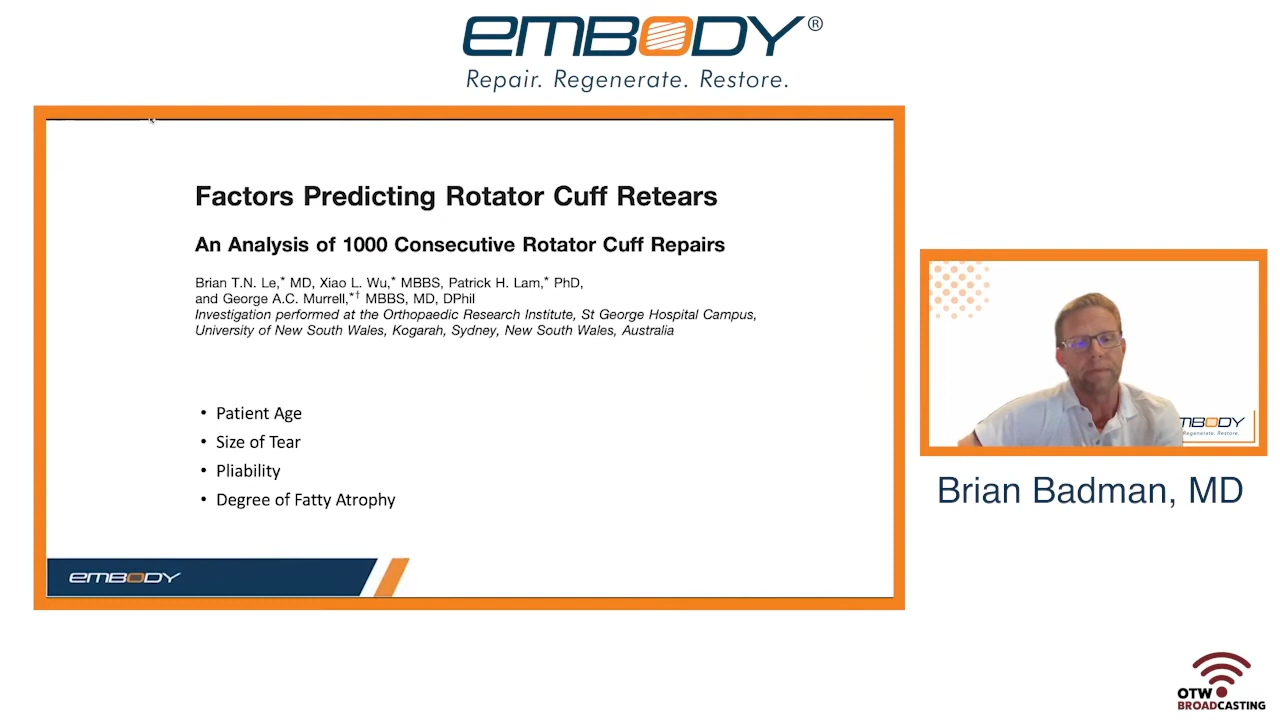 EMBODY®
Repair. Regenerate. Restore.
Factors Predicting Rotator Cuff Retears
An Analysis of 1000 Consecutive Rotator Cuff Repairs
Brian T.N. Le,* MD, Xiao L. Wu,* MBBS, Patrick H. Lam,* PhD,
and George A.C. Murrell,*† MBBS, MD, DPhil
Investigation performed at the Orthopaedic Research Institute, St George Hospital Campus,
University of New South Wales, Kogarah, Sydney, New South Wales, Australia
• Patient Age
• Size of Tear
• Pliability
• Degree of Fatty Atrophy
EMBODY
MBODY
Regenerate. Restore.
Brian Badman, MD
OTW
BROADCASTING